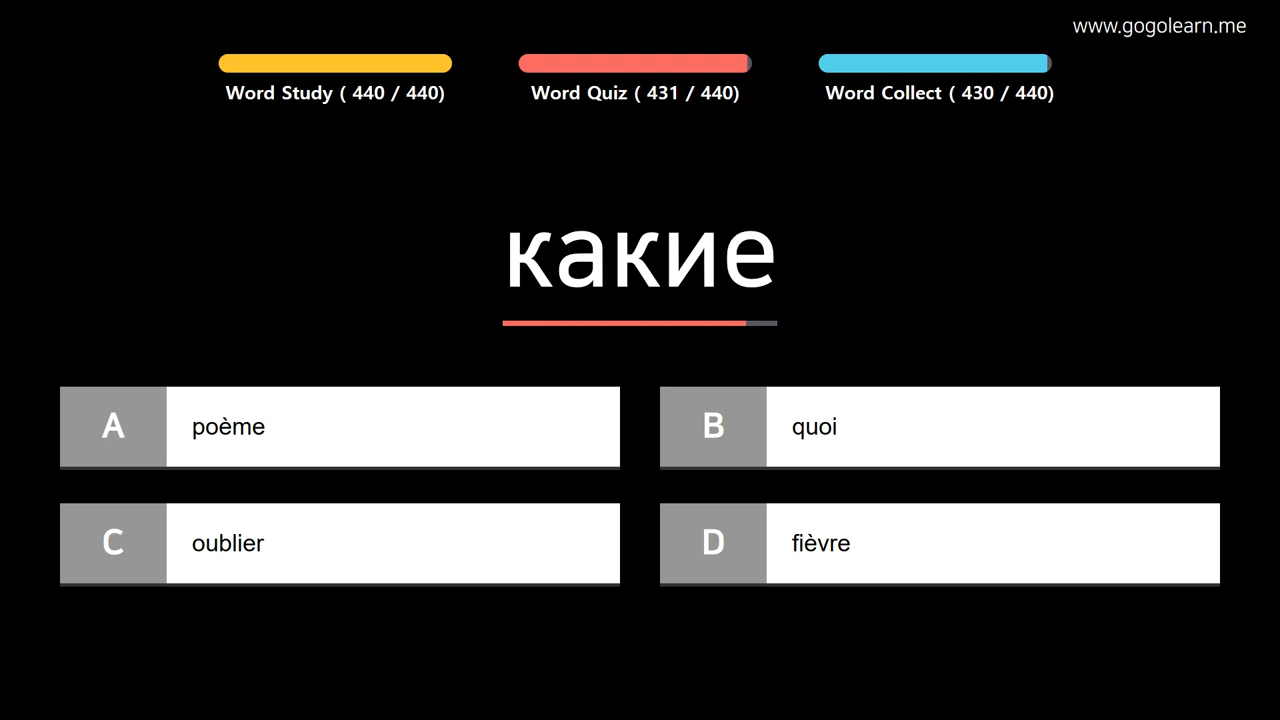 www.gogolearn.me
Word Study ( 440 / 440)
Word Quiz ( 431 / 440)
Word Collect ( 430 / 440)
какие
A poème
B quoi
C oublier
D fièvre